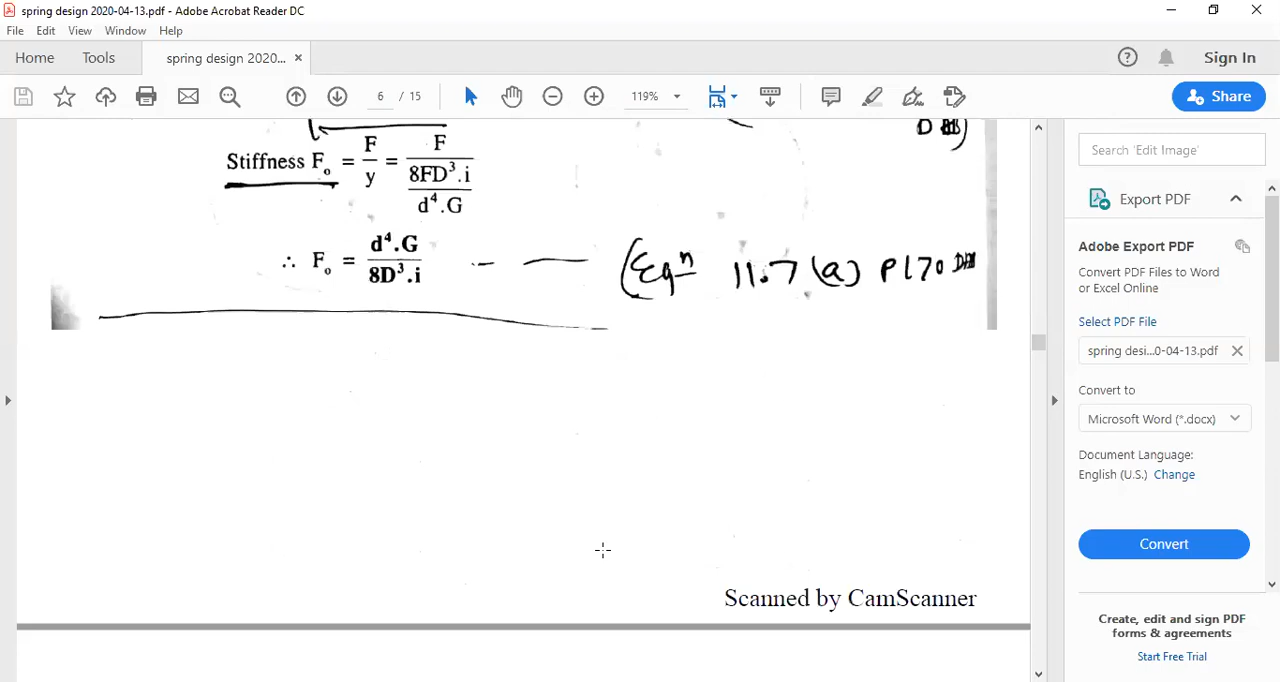 spring design 2020-04-13.pdf - Adobe Acrobat Reader DC
File Edit View Window Help
Home Tools spring design 2020... × Sign In
6 / 15 119% Share
D
Stiffness F₀ = F/y = F/(8FD³.i/d⁴.G)
∴ F₀ = d⁴.G/8D³.i - — (Eqⁿ 11.7 (a) P170 DHB
Scanned by CamScanner
Search 'Edit Image'
Export PDF
Adobe Export PDF
Convert PDF Files to Word
or Excel Online
Select PDF File
spring desi...0-04-13.pdf
Convert to
Microsoft Word (*.docx)
Document Language:
English (U.S.) Change
Convert
Create, edit and sign PDF
forms & agreements
Start Free Trial